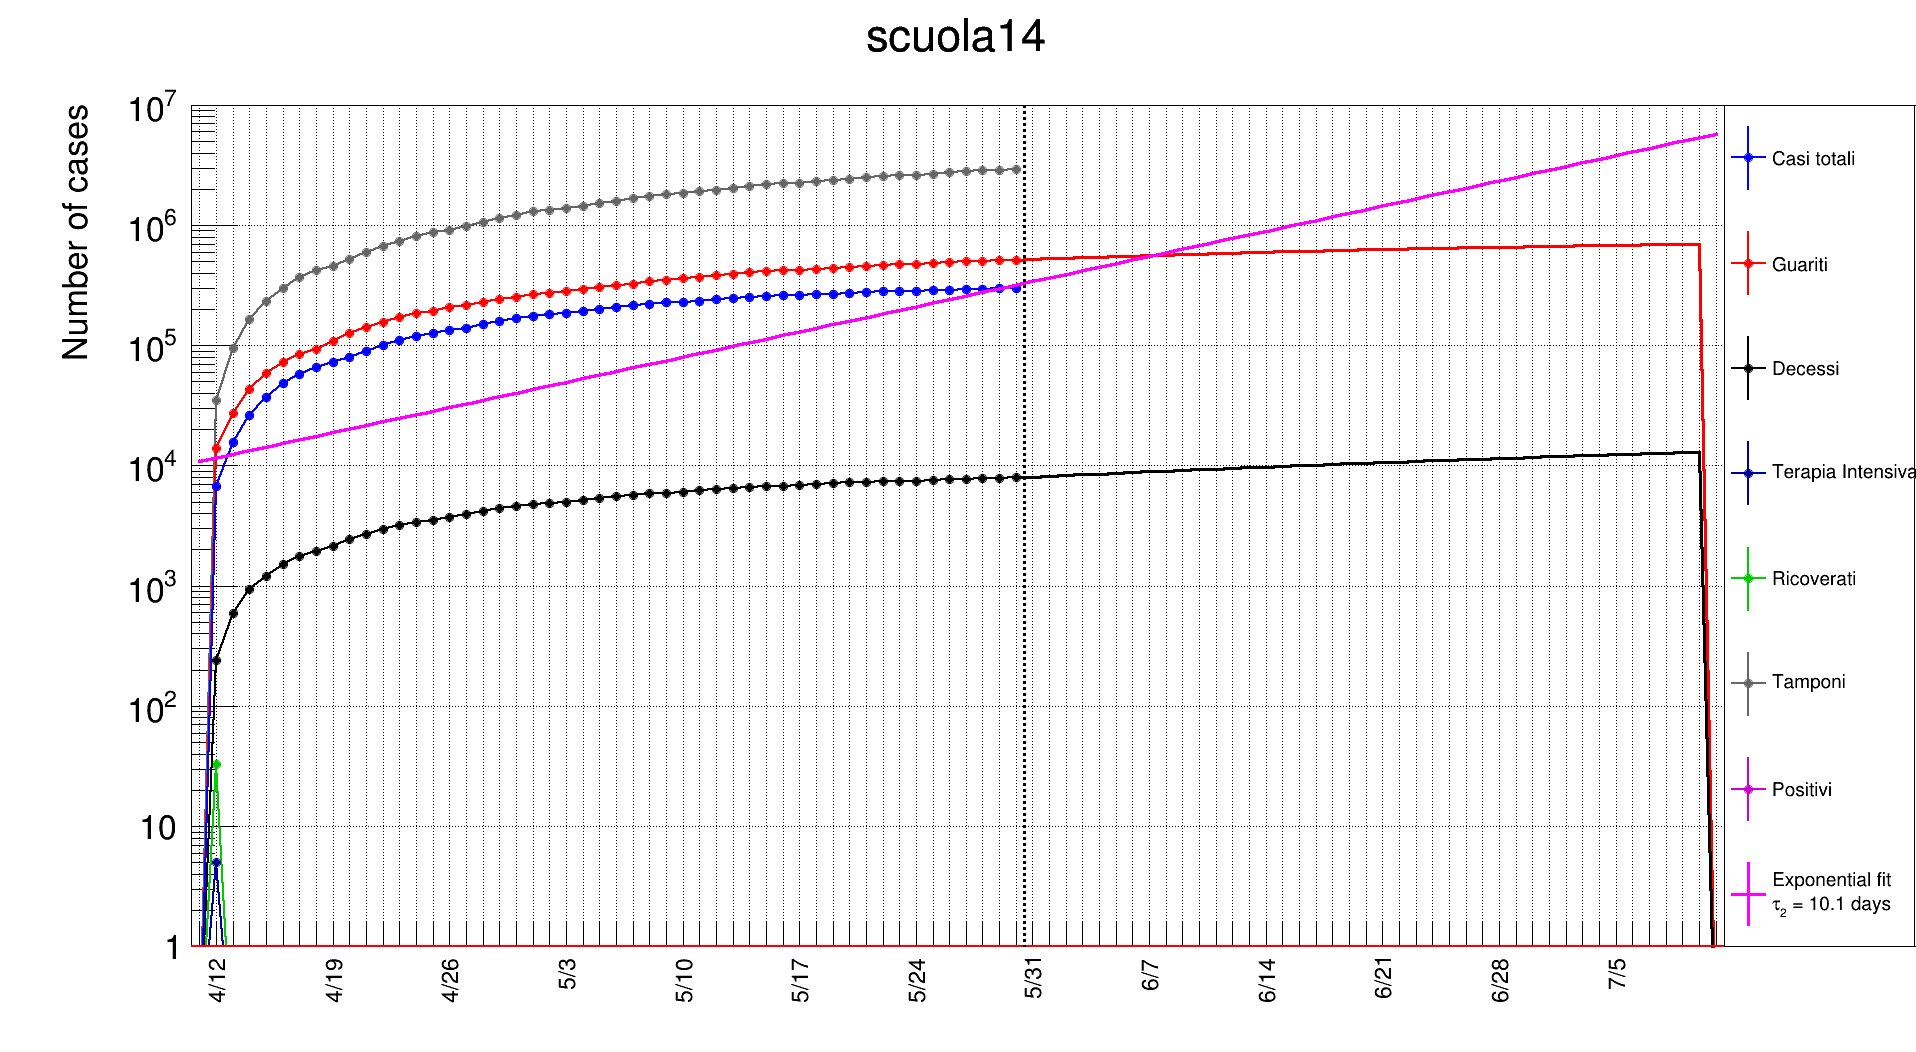 scuola14
Number of cases
10^7
10^6
10^5
10^4
10^3
10^2
10
1
4/12
4/19
4/26
5/3
5/10
5/17
5/24
5/31
6/7
6/14
6/21
6/28
7/5
Casi totali
Guariti
Decessi
Terapia Intensiva
Ricoverati
Tamponi
Positivi
Exponential fit
τ₂ = 10.1 days